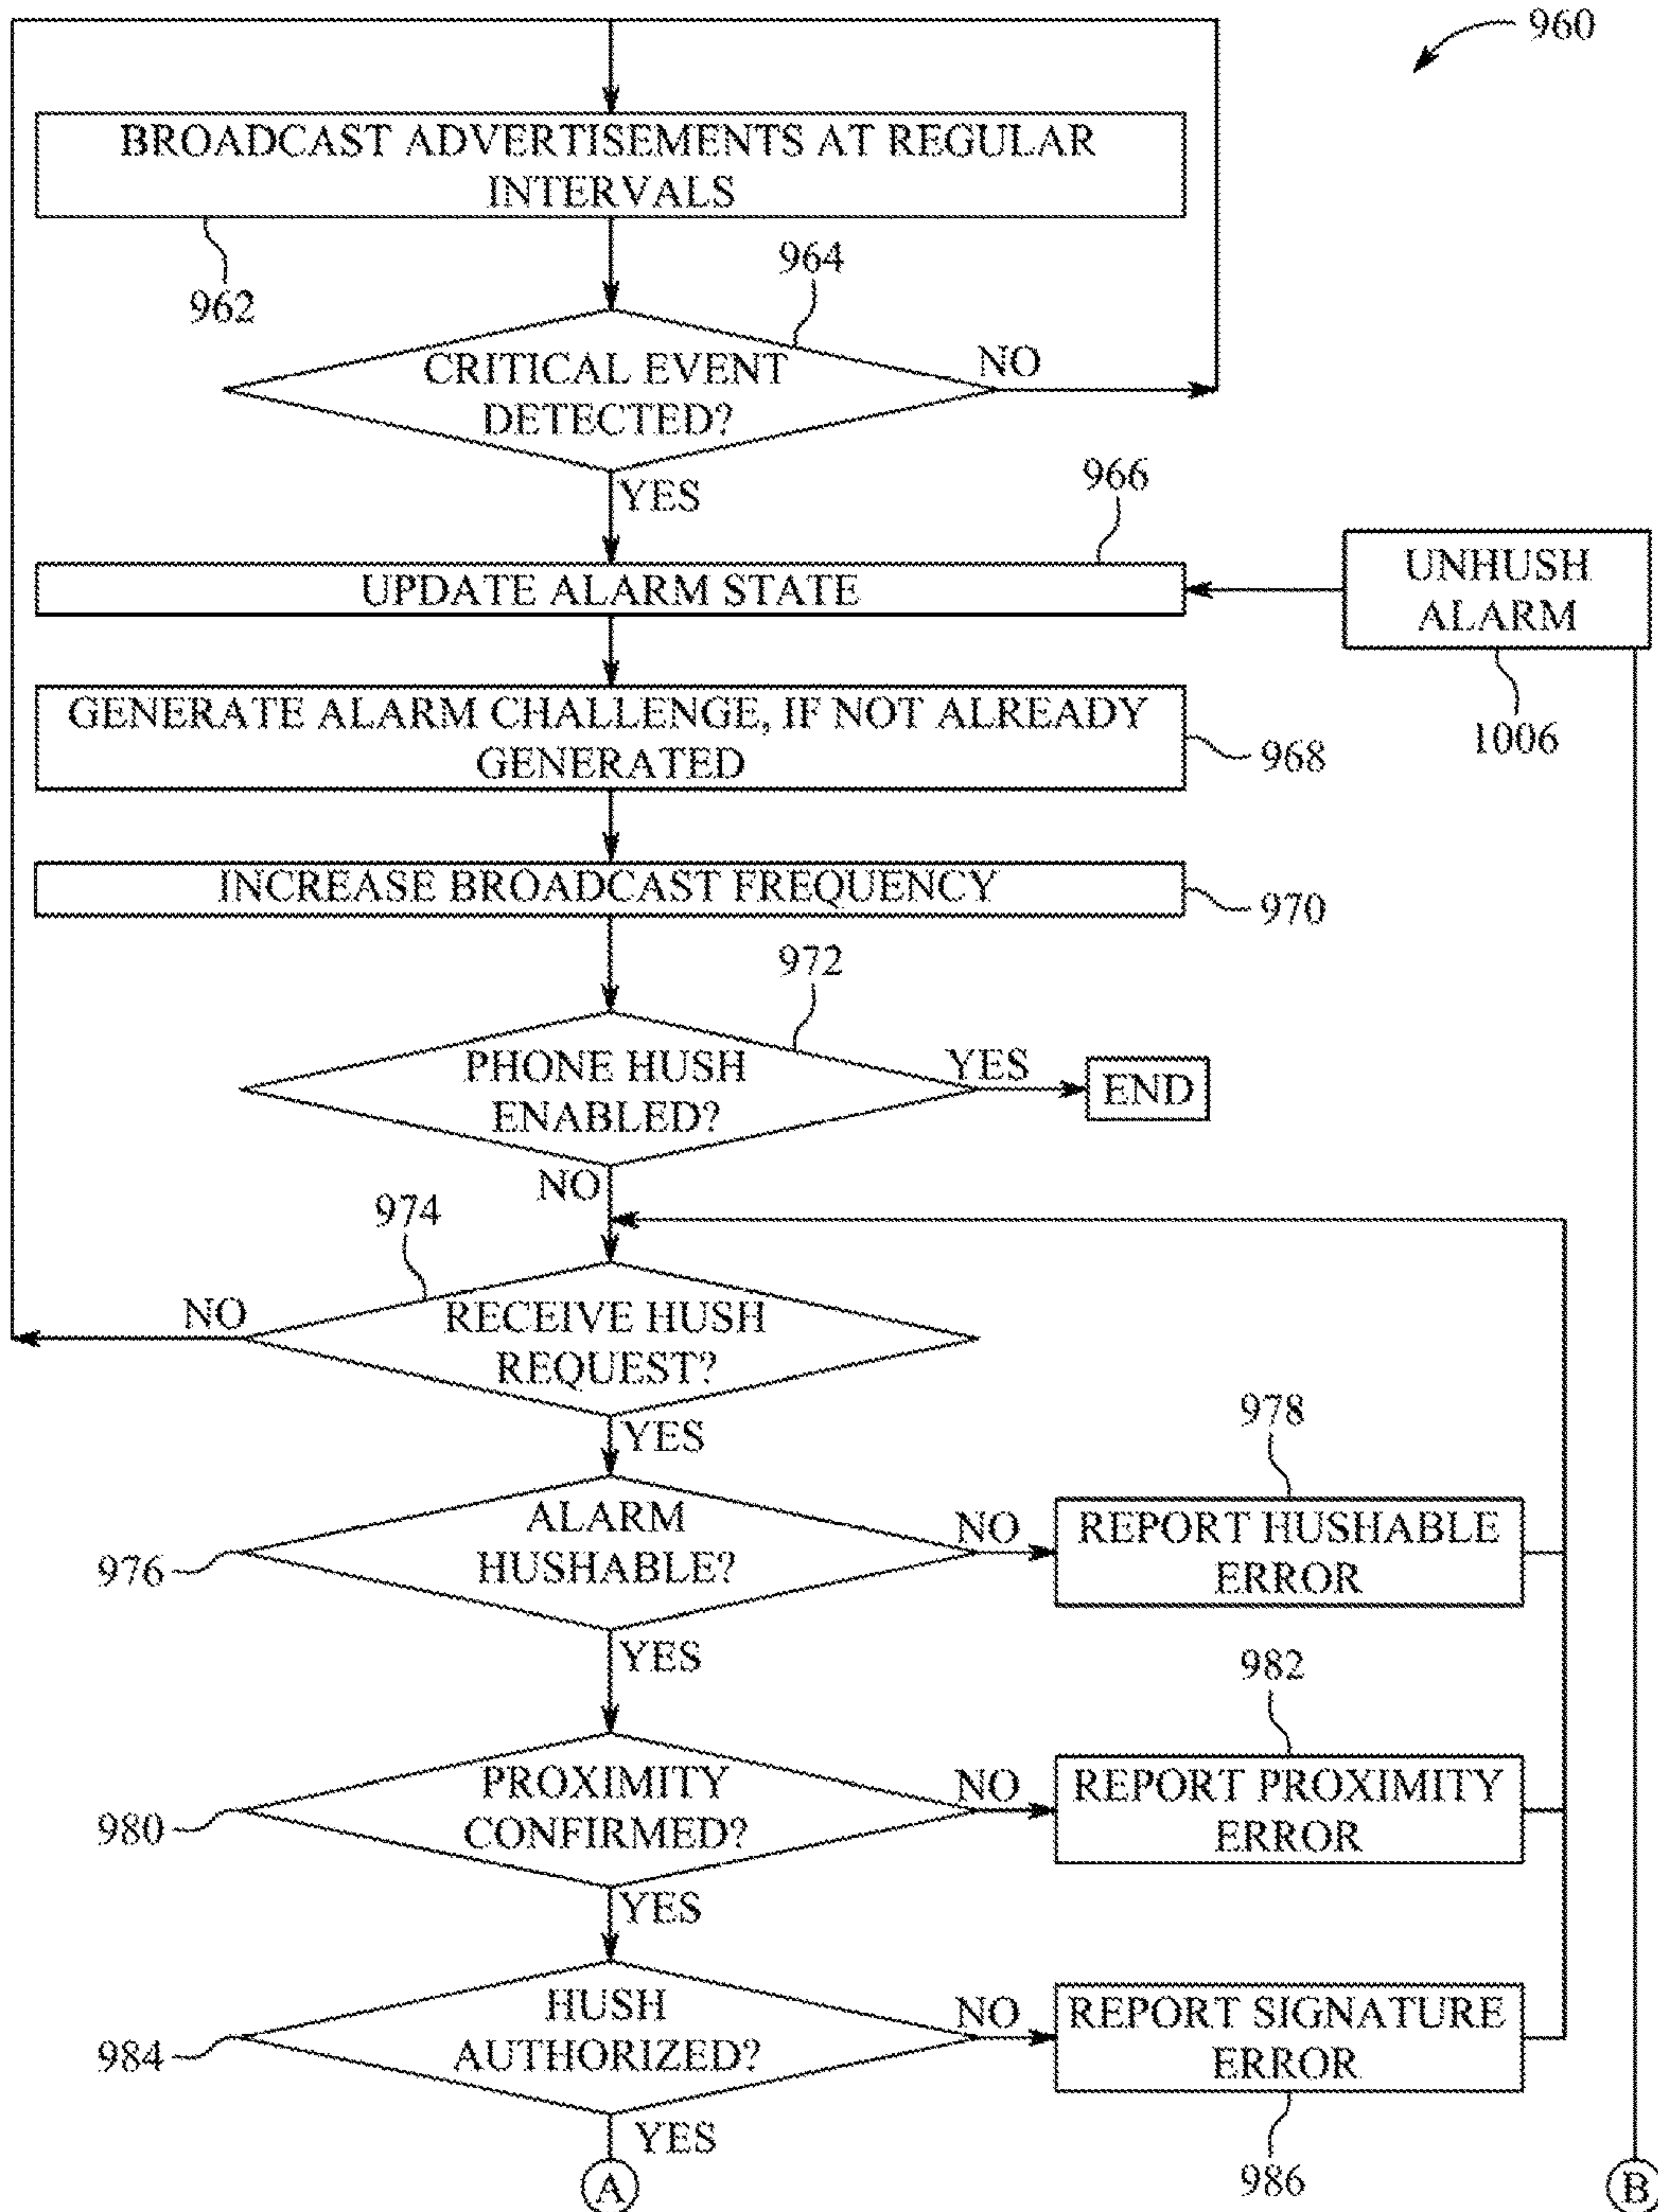 960
BROADCAST ADVERTISEMENTS AT REGULAR
INTERVALS
962
964
CRITICAL EVENT
DETECTED?
NO
YES
966
UPDATE ALARM STATE
UNHUSH
ALARM
1006
GENERATE ALARM CHALLENGE, IF NOT ALREADY
GENERATED
968
INCREASE BROADCAST FREQUENCY
970
972
PHONE HUSH
ENABLED?
YES
END
NO
974
NO
RECEIVE HUSH
REQUEST?
YES
976
ALARM
HUSHABLE?
NO
978
REPORT HUSHABLE
ERROR
YES
980
PROXIMITY
CONFIRMED?
NO
982
REPORT PROXIMITY
ERROR
YES
984
HUSH
AUTHORIZED?
NO
REPORT SIGNATURE
ERROR
986
YES
A
B